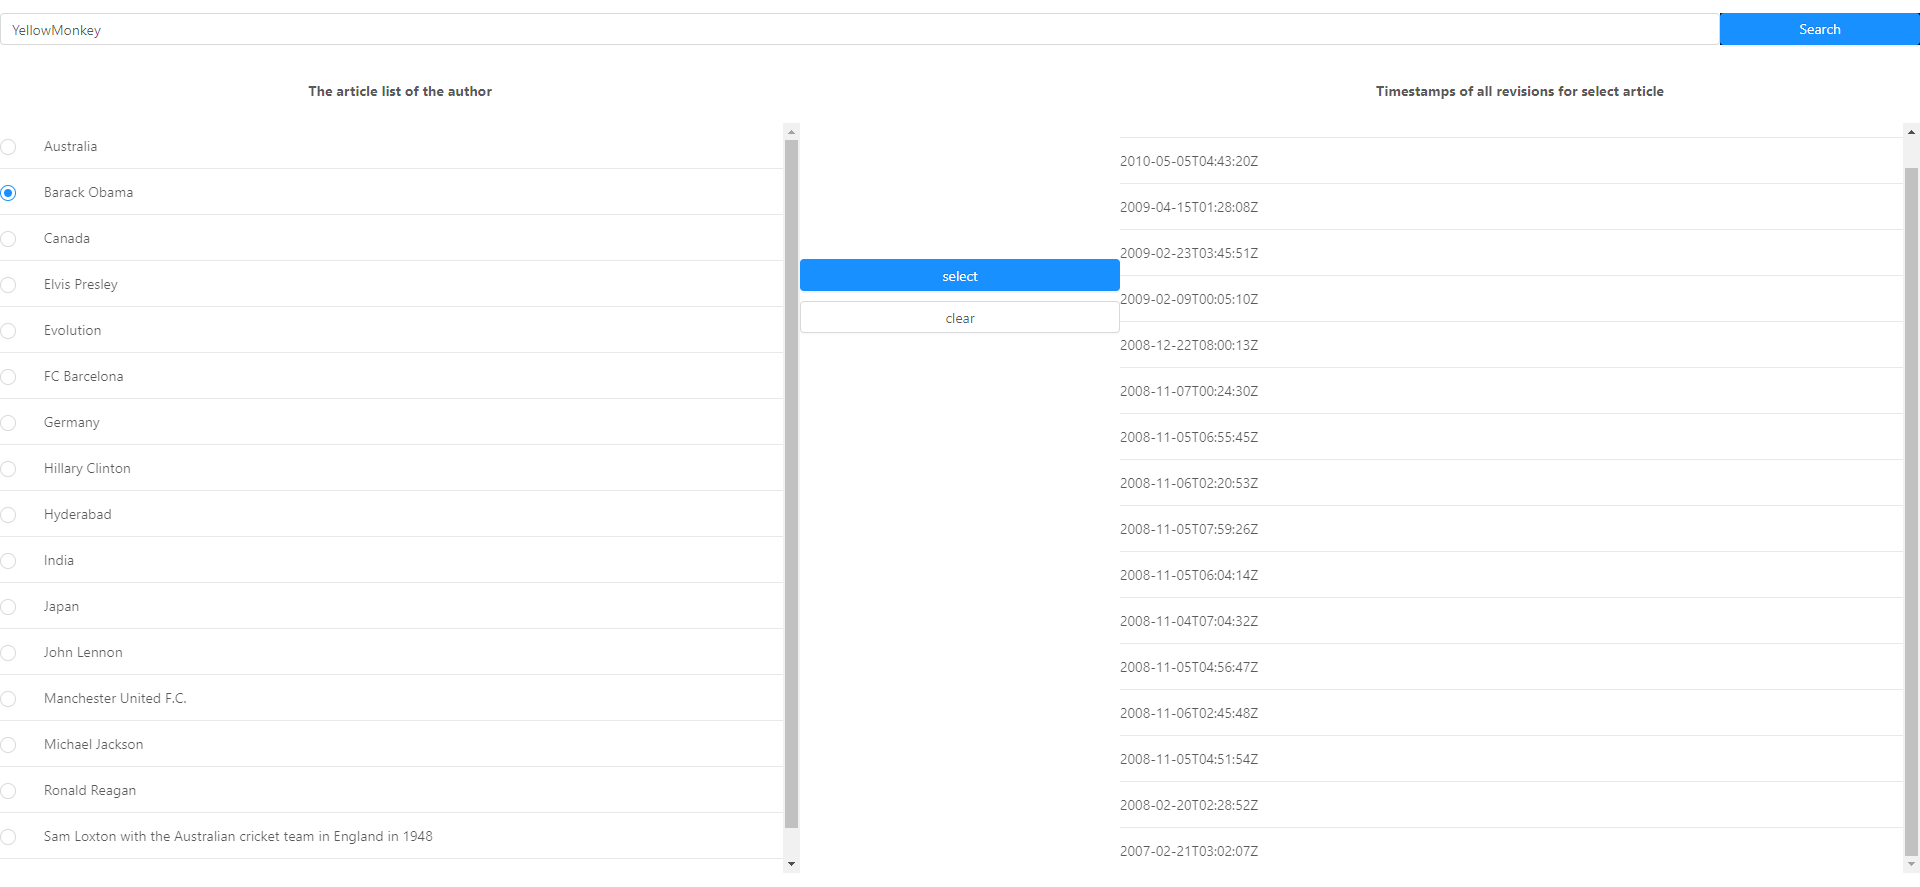 YellowMonkey
Search
The article list of the author
Australia
Barack Obama
Canada
Elvis Presley
Evolution
FC Barcelona
Germany
Hillary Clinton
Hyderabad
India
Japan
John Lennon
Manchester United F.C.
Michael Jackson
Ronald Reagan
Sam Loxton with the Australian cricket team in England in 1948
select
clear
Timestamps of all revisions for select article
2010-05-05T04:43:20Z
2009-04-15T01:28:08Z
2009-02-23T03:45:51Z
2009-02-09T00:05:10Z
2008-12-22T08:00:13Z
2008-11-07T00:24:30Z
2008-11-05T06:55:45Z
2008-11-06T02:20:53Z
2008-11-05T07:59:26Z
2008-11-05T06:04:14Z
2008-11-04T07:04:32Z
2008-11-05T04:56:47Z
2008-11-06T02:45:48Z
2008-11-05T04:51:54Z
2008-02-20T02:28:52Z
2007-02-21T03:02:07Z